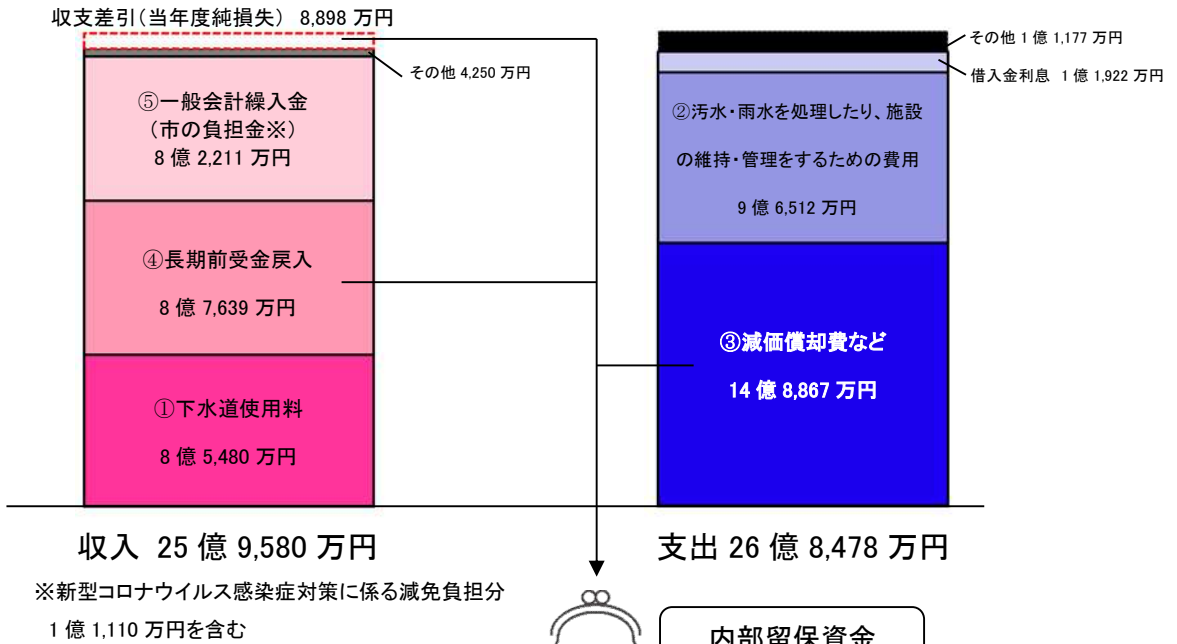 収支差引（当年度純損失） 8,898 万円
その他 4,250 万円
⑤一般会計繰入金
（市の負担金※）
8 億 2,211 万円
④長期前受金戻入
8 億 7,639 万円
①下水道使用料
8 億 5,480 万円
収入 25 億 9,580 万円
※新型コロナウイルス感染症対策に係る減免負担分
1 億 1,110 万円を含む
その他 1 億 1,177 万円
借入金利息 1 億 1,922 万円
②汚水・雨水を処理したり、施設
の維持・管理をするための費用
9 億 6,512 万円
③減価償却費など
14 億 8,867 万円
支出 26 億 8,478 万円
内部留保資金